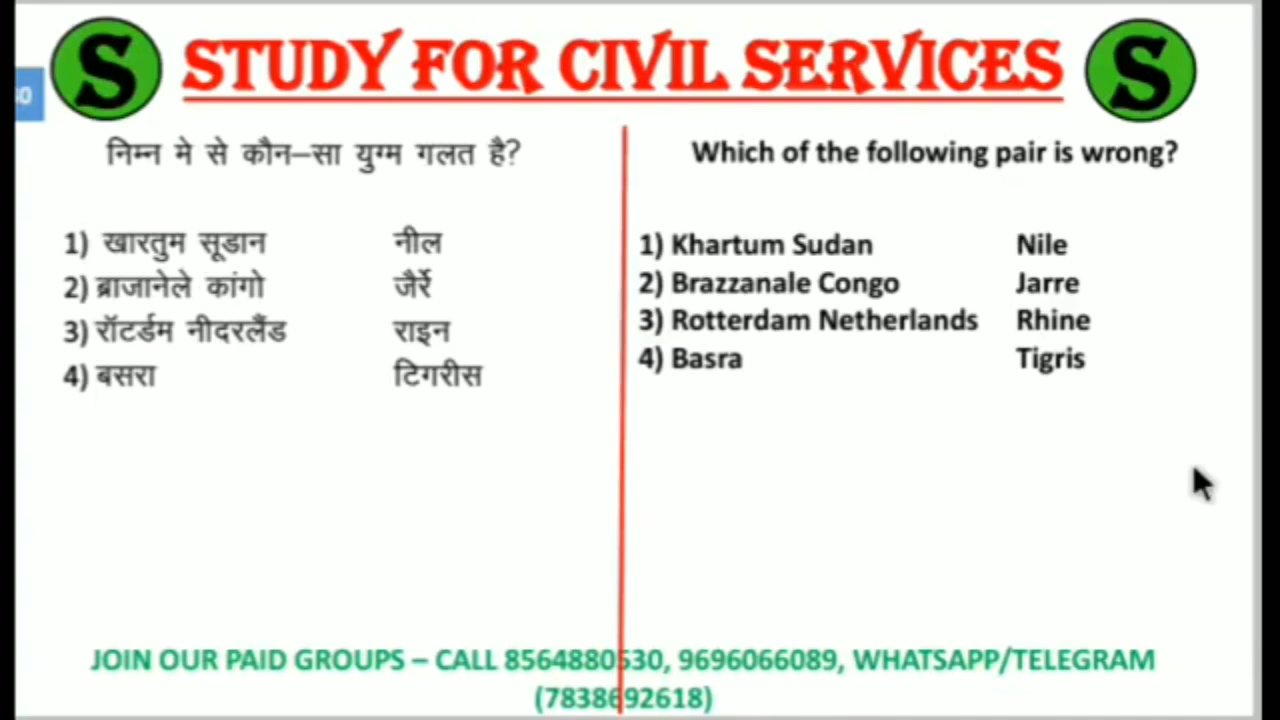 S STUDY FOR CIVIL SERVICES S
निम्न मे से कौन–सा युग्म गलत है?
1) खारतुम सूडान नील
2) ब्राजानेले कांगो जैर्रे
3) रॉटर्डम नीदरलैंड राइन
4) बसरा टिगरीस
Which of the following pair is wrong?
1) Khartum Sudan Nile
2) Brazzanale Congo Jarre
3) Rotterdam Netherlands Rhine
4) Basra Tigris
JOIN OUR PAID GROUPS – CALL 8564880530, 9696066089, WHATSAPP/TELEGRAM
(7838692618)